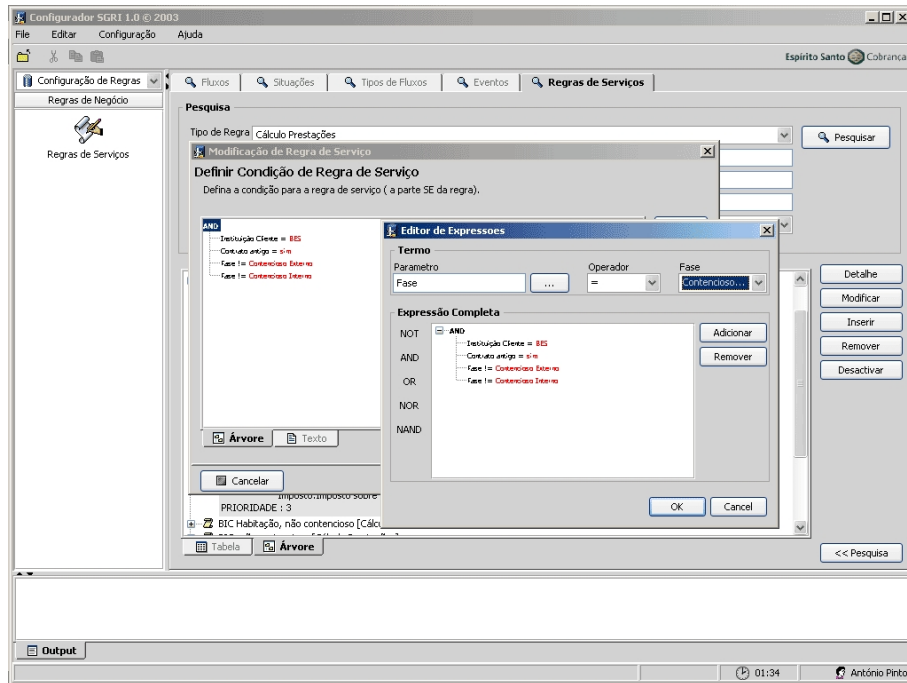 Configurador SGRI 1.0 © 2003
File Editar Configuração Ajuda
Espírito Santo Cobrança
Configuração de Regras
Regras de Negócio
Regras de Serviços
Fluxos Situações Tipos de Fluxos Eventos Regras de Serviços
Pesquisa
Tipo de Regra Cálculo Prestações
Pesquisar
Modificação de Regra de Serviço
Definir Condição de Regra de Serviço
Defina a condição para a regra de serviço ( a parte SE da regra).
AND
Instituição Cliente = BES
Contrato antigo = sim
Fase != Contencioso Externo
Fase != Contencioso Interno
Árvore Texto
Cancelar
Editor de Expressoes
Termo
Parametro Operador Fase
Fase ... = Contencioso...
Expressão Completa
NOT
AND
OR
NOR
NAND
AND
Instituição Cliente = BES
Contrato antigo = sim
Fase != Contencioso Externo
Fase != Contencioso Interno
Adicionar
Remover
OK Cancel
Detalhe
Modificar
Inserir
Remover
Desactivar
Imposto:Imposto sobre
PRIORIDADE : 3
BIC Habitação, não contencioso [Cálcu
Tabela Árvore
<< Pesquisa
Output
01:34 António Pinto